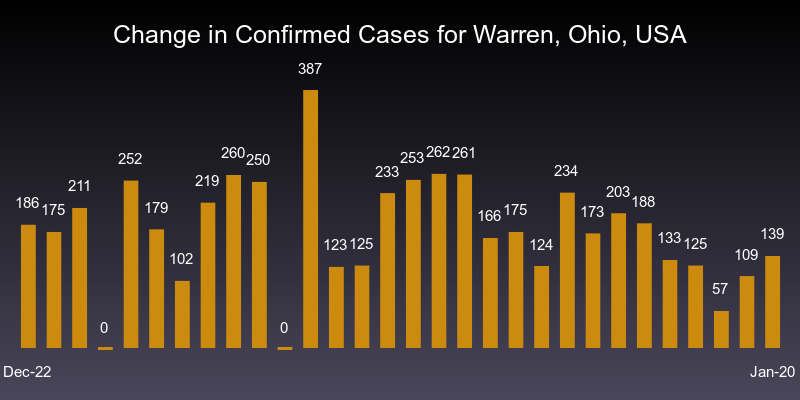 Change in Confirmed Cases for Warren, Ohio, USA
186 175 211 0 252 179 102 219 260 250 0 387 123 125 233 253 262 261 166 175 124 234 173 203 188 133 125 57 109 139
Dec-22 Jan-20